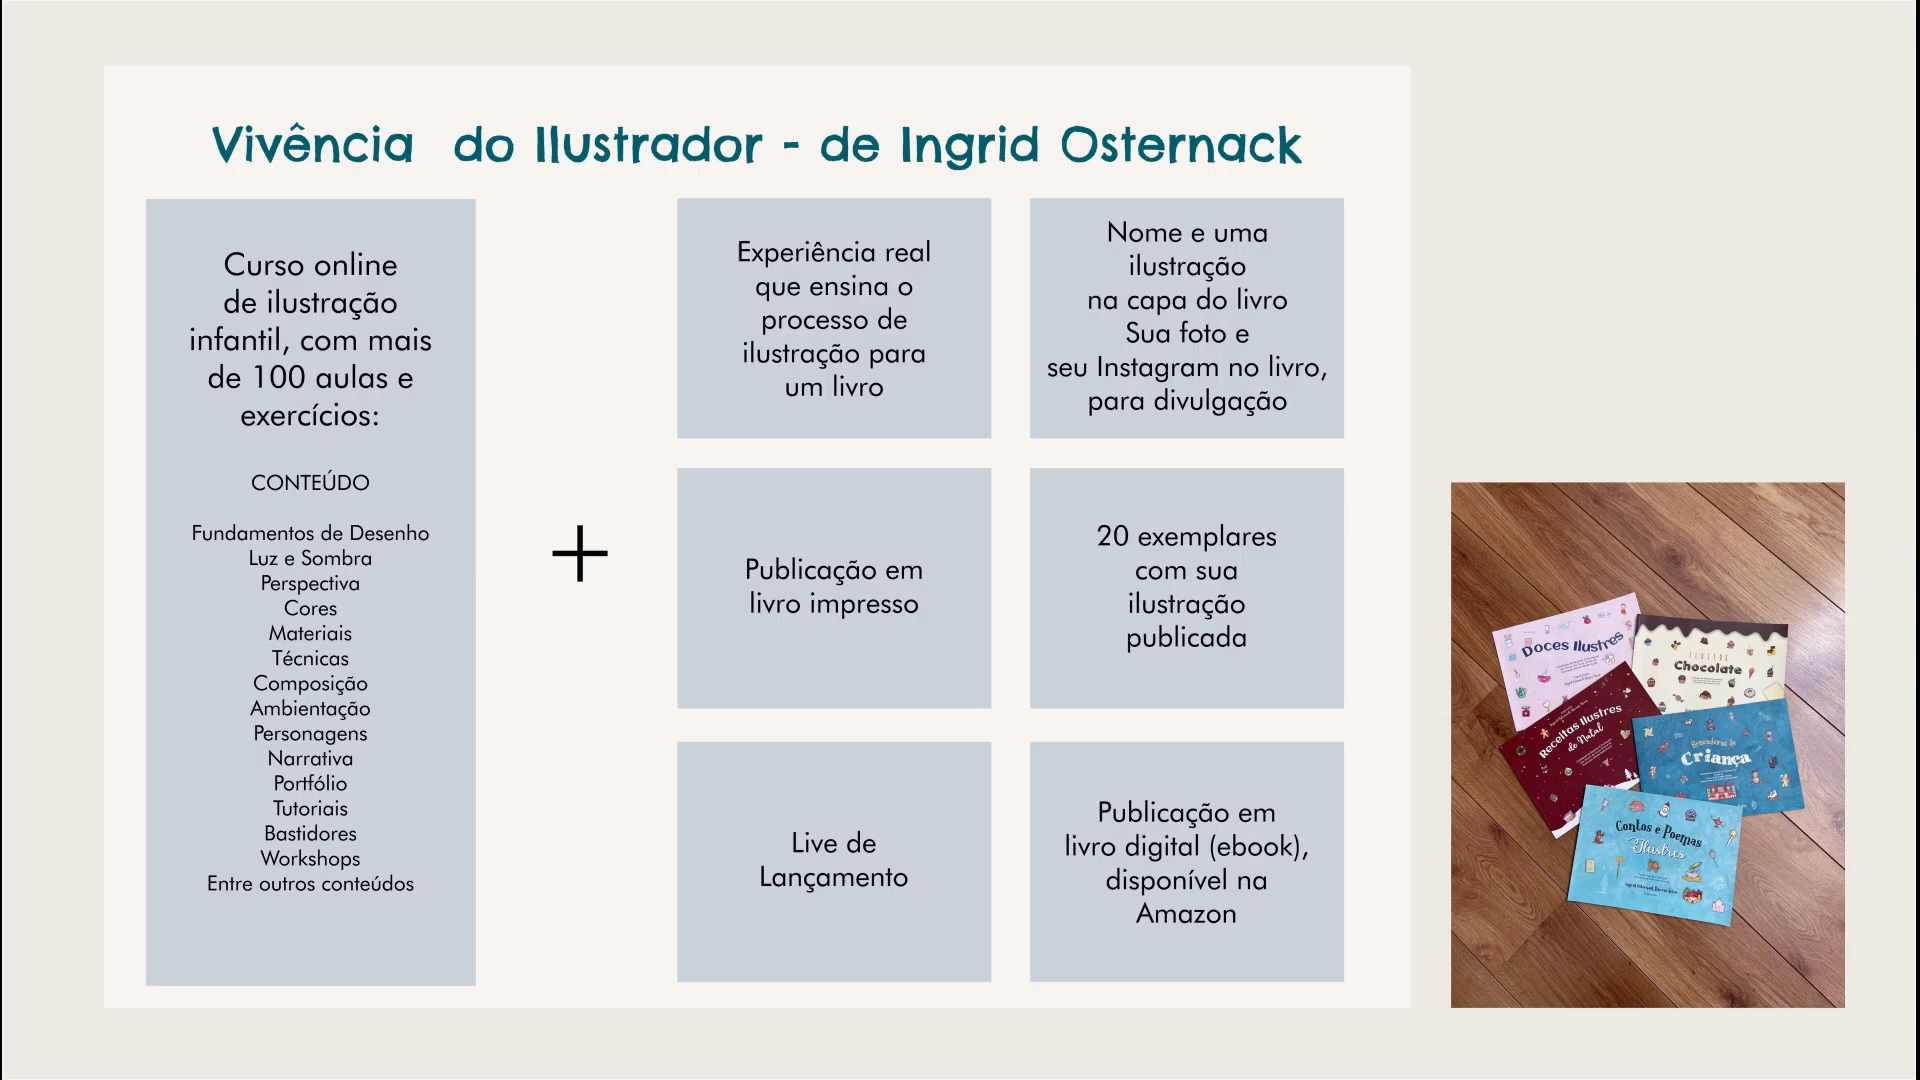 Vivência do Ilustrador - de Ingrid Osternack
Curso online
de ilustração
infantil, com mais
de 100 aulas e
exercícios:
CONTEÚDO
Fundamentos de Desenho
Luz e Sombra
Perspectiva
Cores
Materiais
Técnicas
Composição
Ambientação
Personagens
Narrativa
Portfólio
Tutoriais
Bastidores
Workshops
Entre outros conteúdos
+
Experiência real
que ensina o
processo de
ilustração para
um livro
Nome e uma
ilustração
na capa do livro
Sua foto e
seu Instagram no livro,
para divulgação
Publicação em
livro impresso
20 exemplares
com sua
ilustração
publicada
Live de
Lançamento
Publicação em
livro digital (ebook),
disponível na
Amazon
Doces Ilustres
Chocolate
Receitas Ilustres
de Natal
Brincadeiras de
Criança
Contos e Poemas
Ilustres